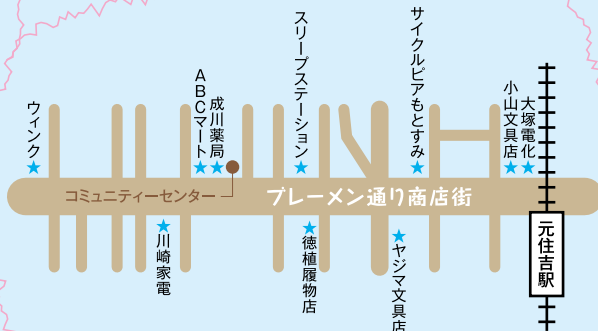 ウィンク
ABCマート
成川薬局
スリープステーション
サイクルピアもとすみ
小山文具店
大塚電化
コミュニティーセンター
ブレーメン通り商店街
川崎家電
徳植履物店
ヤジマ文具店
元住吉駅